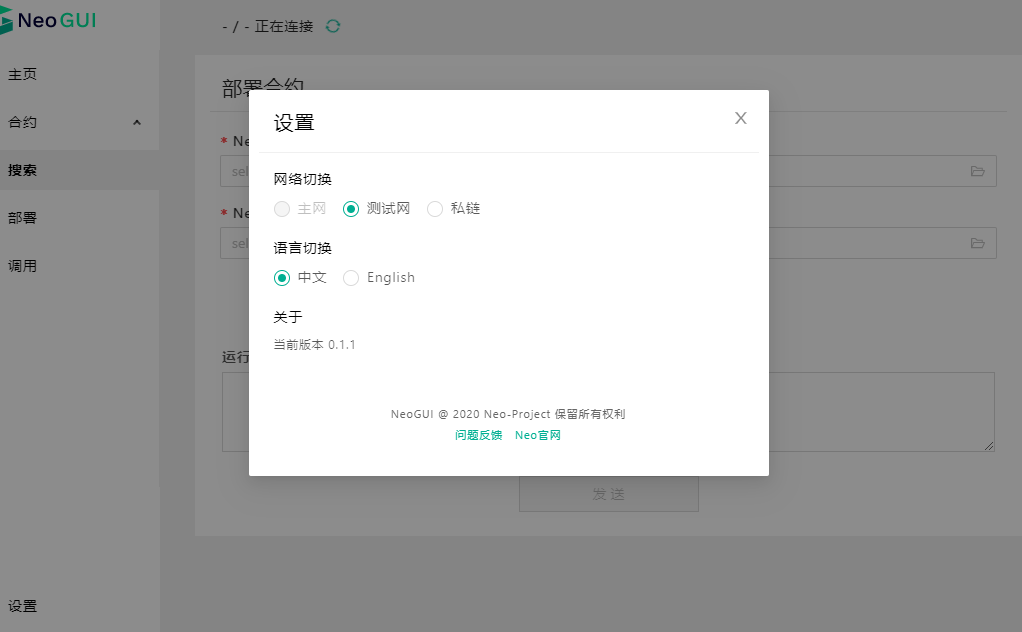 NeoGUI
- / - 正在连接
主页
合约
搜索
部署
调用
设置
部署合约
* Ne
sel
* Ne
sel
运行
发 送
设置
X
网络切换
主网 测试网 私链
语言切换
中文 English
关于
当前版本 0.1.1
NeoGUI @ 2020 Neo-Project 保留所有权利
问题反馈 Neo官网